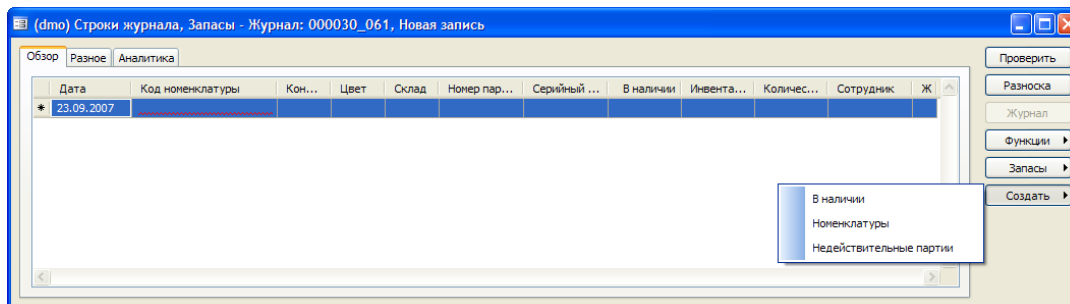 (dmo) Строки журнала, Запасы - Журнал: 000030_061, Новая запись
Обзор Разное Аналитика
Дата Код номенклатуры Кон... Цвет Склад Номер пар... Серийный ... В наличии Инвента... Количес... Сотрудник Ж
* 23.09.2007
Проверить
Разноска
Журнал
Функции
Запасы
Создать
В наличии
Номенклатуры
Недействительные партии